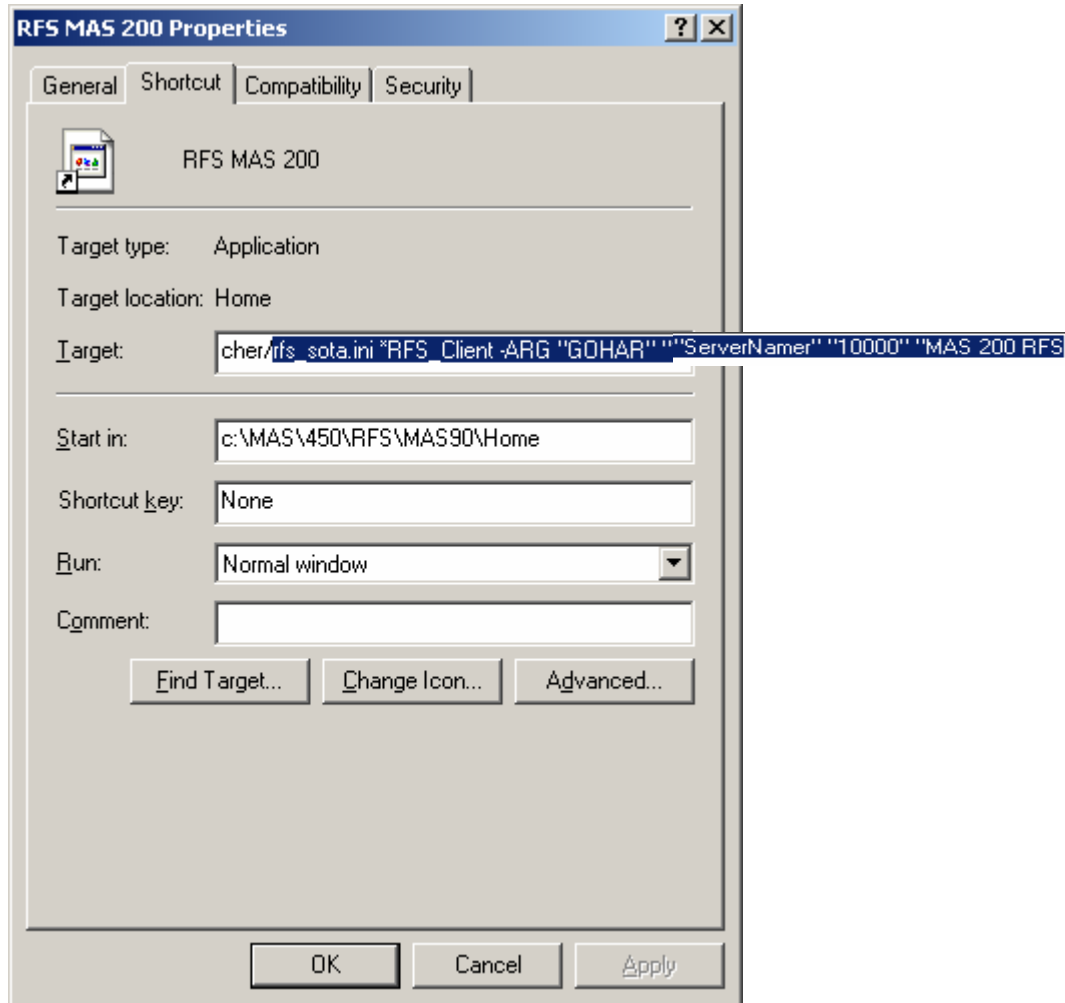 RFS MAS 200 Properties
General Shortcut Compatibility Security
RFS MAS 200
Target type: Application
Target location: Home
Target: cher/rfs_sota.ini *RFS_Client -ARG "GOHAR" ""ServerNamer" "10000" "MAS 200 RFS
Start in: c:\MAS\450\RFS\MAS90\Home
Shortcut key: None
Run: Normal window
Comment:
Find Target... Change Icon... Advanced...
OK Cancel Apply